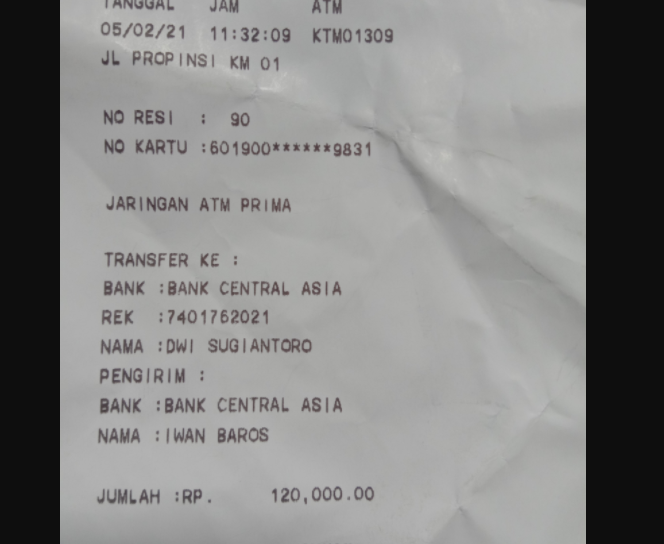 TANGGAL JAM ATM
05/02/21 11:32:09 KTM01309
JL PROPINSI KM 01
NO RESI : 90
NO KARTU :601900******9831
JARINGAN ATM PRIMA
TRANSFER KE :
BANK :BANK CENTRAL ASIA
REK :7401762021
NAMA :DWI SUGIANTORO
PENGIRIM :
BANK :BANK CENTRAL ASIA
NAMA :IWAN BAROS
JUMLAH :RP. 120,000.00